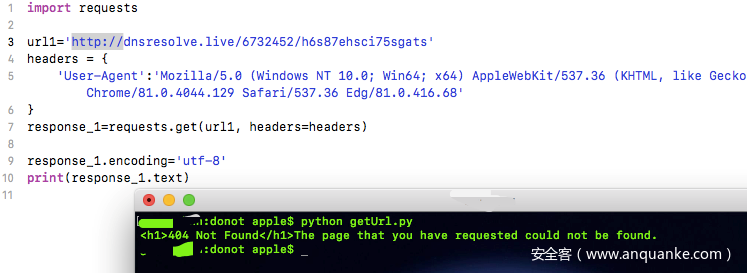 1 import requests
2
3 url1='http://dnsresolve.live/6732452/h6s87ehsci75sgats'
4 headers = {
5 'User-Agent':'Mozilla/5.0 (Windows NT 10.0; Win64; x64) AppleWebKit/537.36 (KHTML, like Gecko
Chrome/81.0.4044.129 Safari/537.36 Edg/81.0.416.68'
6 }
7 response_1=requests.get(url1, headers=headers)
8
9 response_1.encoding='utf-8'
10 print(response_1.text)
11
:donot apple$ python getUrl.py
<h1>404 Not Found</h1>The page that you have requested could not be found.
:donot apple$ _
安全客（www.anquanke.com）